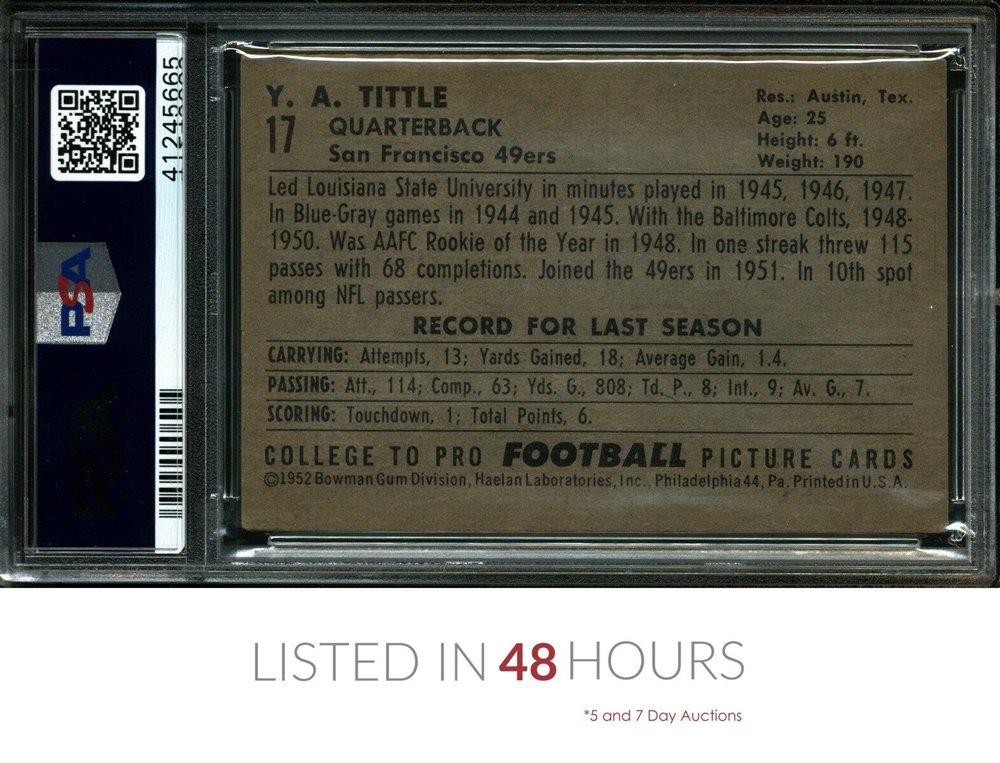 41245665
PSA
PSA
Y. A. TITTLE
17 QUARTERBACK
San Francisco 49ers
Res.: Austin, Tex.
Age: 25
Height: 6 ft.
Weight: 190
Led Louisiana State University in minutes played in 1945, 1946, 1947.
In Blue-Gray games in 1944 and 1945. With the Baltimore Colts, 1948-
1950. Was AAFC Rookie of the Year in 1948. In one streak threw 115
passes with 68 completions. Joined the 49ers in 1951. In 10th spot
among NFL passers.
RECORD FOR LAST SEASON
CARRYING: Attempts, 13; Yards Gained, 18; Average Gain, 1.4.
PASSING: Att., 114; Comp., 63; Yds. G., 808; Td. P., 8; Int., 9; Av. G., 7.
SCORING: Touchdown, 1; Total Points, 6.
COLLEGE TO PRO FOOTBALL PICTURE CARDS
©1952 Bowman Gum Division, Haelan Laboratories, Inc., Philadelphia 44, Pa. Printed in U.S.A.
LISTED IN 48 HOURS
*5 and 7 Day Auctions